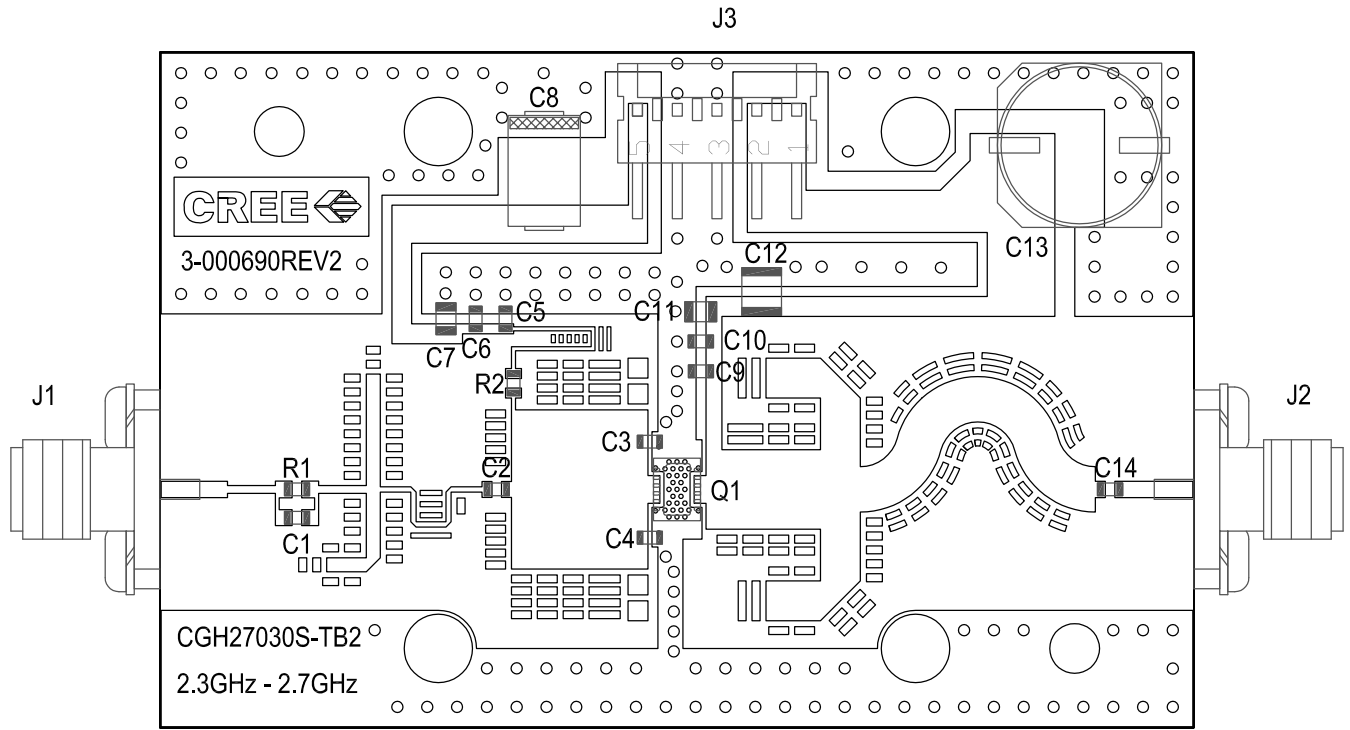 J3
C8
5 4 3 2 1
CREE
3-000690REV2
C13
C12
C11
C5
C6
C7
C10
C9
R2
J1
J2
C3
R1
C2
Q1
C14
C1
C4
CGH27030S-TB2
2.3GHz - 2.7GHz